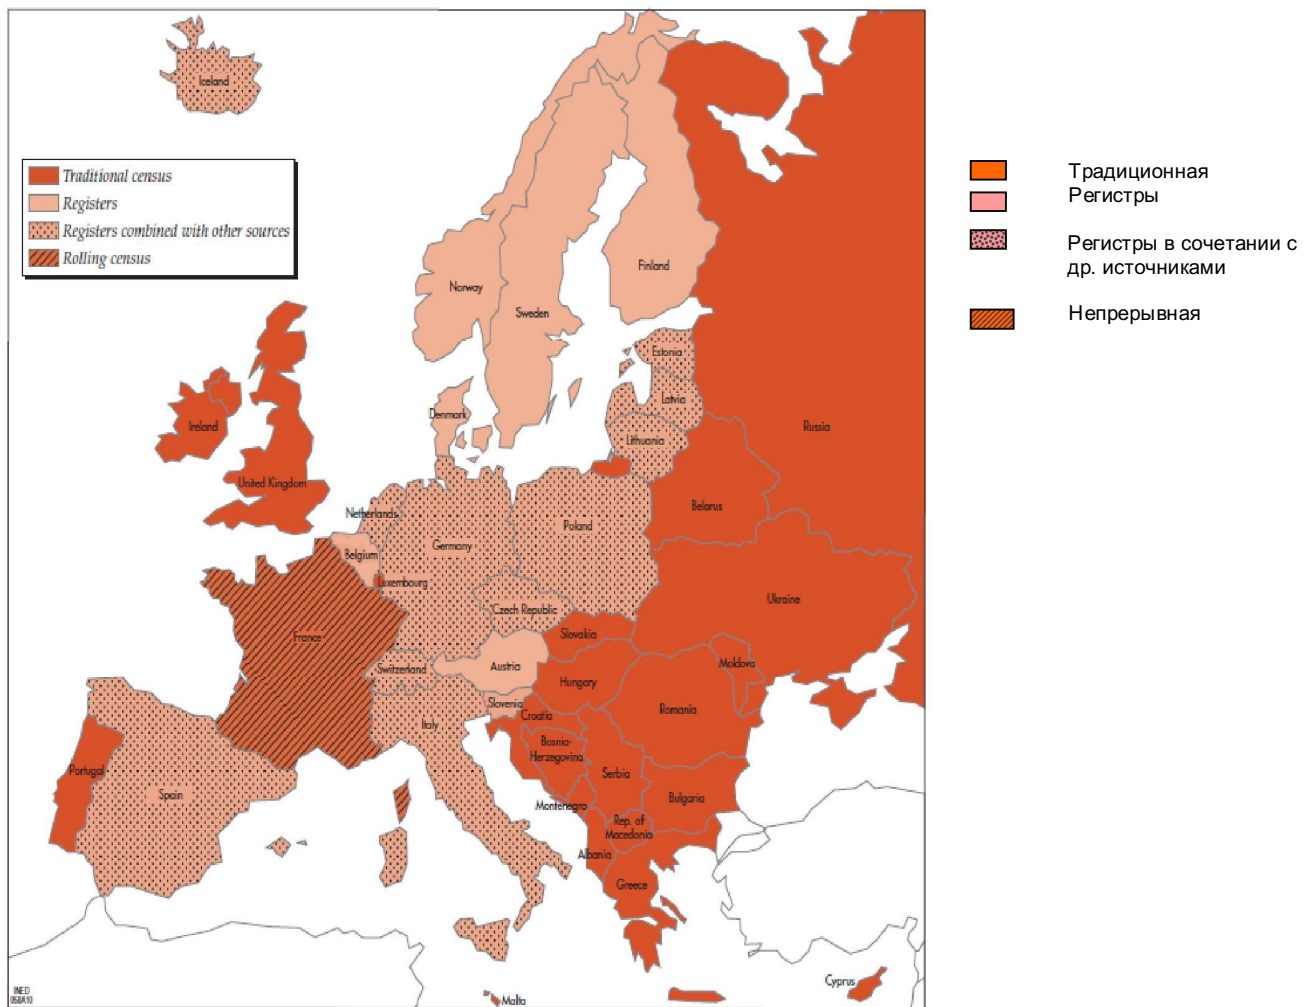 Iceland
Traditional census
Registers
Registers combined with other sources
Rolling census
Традиционная
Регистры
Регистры в сочетании с
др. источниками
Непрерывная
Finland
Norway
Sweden
Estonia
Latvia
Denmark
Lithuania
Ireland
Russia
United Kingdom
Belarus
Netherlands
Poland
Germany
Belgium
Luxembourg
Ukraine
Czech Republic
France
Slovakia
Switzerland
Austria
Moldova
Hungary
Slovenia
Romania
Croatia
Italy
Bosnia-
Herzegovina
Portugal
Serbia
Spain
Bulgaria
Montenegro
Rep. of
Macedonia
Albania
Greece
Cyprus
Malta
INED
058A10